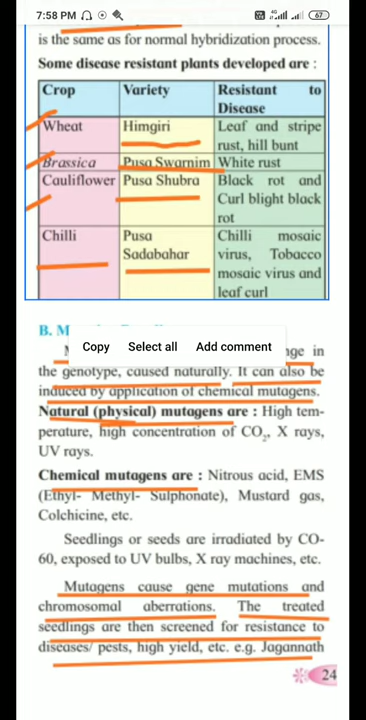 7:58 PM
4G
67
is the same as for normal hybridization process.
Some disease resistant plants developed are :
Crop Variety Resistant to Disease
Wheat Himgiri Leaf and stripe rust, hill bunt
Brassica Pusa Swarnim White rust
Cauliflower Pusa Shubra Black rot and Curl blight black rot
Chilli Pusa Sadabahar Chilli mosaic virus, Tobacco mosaic virus and leaf curl
B. M
Copy Select all Add comment
nge in
the genotype, caused naturally. It can also be
induced by application of chemical mutagens.
Natural (physical) mutagens are : High tem-
perature, high concentration of CO₂, X rays,
UV rays.
Chemical mutagens are : Nitrous acid, EMS
(Ethyl- Methyl- Sulphonate), Mustard gas,
Colchicine, etc.
Seedlings or seeds are irradiated by CO-
60, exposed to UV bulbs, X ray machines, etc.
Mutagens cause gene mutations and
chromosomal aberrations. The treated
seedlings are then screened for resistance to
diseases/ pests, high yield, etc. e.g. Jagannath
24